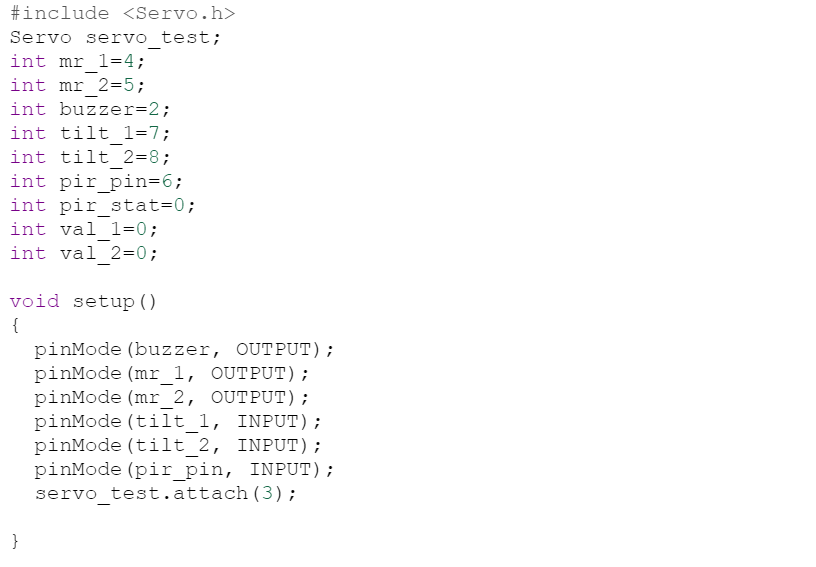 #include <Servo.h>
Servo servo_test;
int mr_1=4;
int mr_2=5;
int buzzer=2;
int tilt_1=7;
int tilt_2=8;
int pir_pin=6;
int pir_stat=0;
int val_1=0;
int val_2=0;

void setup()
{
  pinMode(buzzer, OUTPUT);
  pinMode(mr_1, OUTPUT);
  pinMode(mr_2, OUTPUT);
  pinMode(tilt_1, INPUT);
  pinMode(tilt_2, INPUT);
  pinMode(pir_pin, INPUT);
  servo_test.attach(3);

}